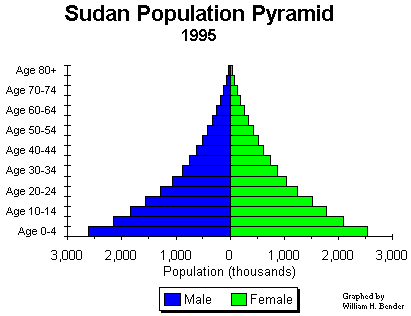 Sudan Population Pyramid
1995
Age 80+
Age 70-74
Age 60-64
Age 50-54
Age 40-44
Age 30-34
Age 20-24
Age 10-14
Age 0-4
3,000 2,000 1,000 0 1,000 2,000 3,000
Population (thousands)
Male Female
Graphed by
William H. Bender